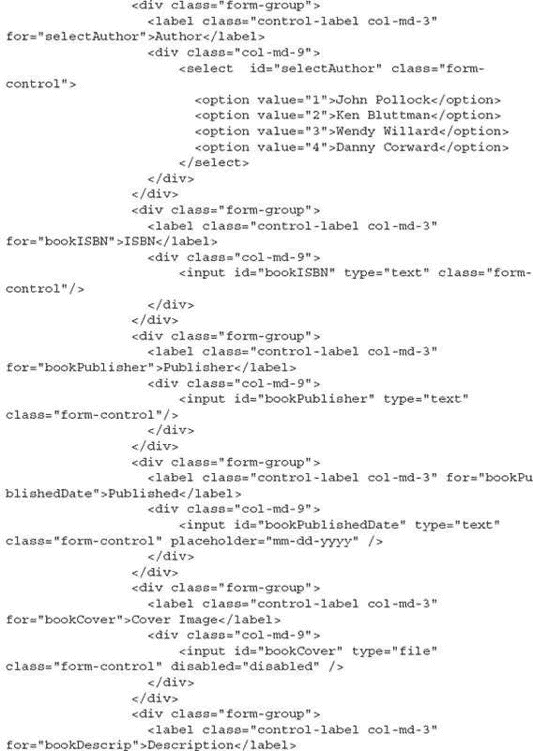 <div class="form-group">
<label class="control-label col-md-3"
for="selectAuthor">Author</label>
<div class="col-md-9">
<select  id="selectAuthor" class="form-
control">
<option value="1">John Pollock</option>
<option value="2">Ken Bluttman</option>
<option value="3">Wendy Willard</option>
<option value="4">Danny Corward</option>
</select>
</div>
</div>
<div class="form-group">
<label class="control-label col-md-3"
for="bookISBN">ISBN</label>
<div class="col-md-9">
<input id="bookISBN" type="text" class="form-
control"/>
</div>
</div>
<div class="form-group">
<label class="control-label col-md-3"
for="bookPublisher">Publisher</label>
<div class="col-md-9">
<input id="bookPublisher" type="text"
class="form-control"/>
</div>
</div>
<div class="form-group">
<label class="control-label col-md-3" for="bookPu
blishedDate">Published</label>
<div class="col-md-9">
<input id="bookPublishedDate" type="text"
class="form-control" placeholder="mm-dd-yyyy" />
</div>
</div>
<div class="form-group">
<label class="control-label col-md-3"
for="bookCover">Cover Image</label>
<div class="col-md-9">
<input id="bookCover" type="file"
class="form-control" disabled="disabled" />
</div>
</div>
<div class="form-group">
<label class="control-label col-md-3"
for="bookDescrip">Description</label>